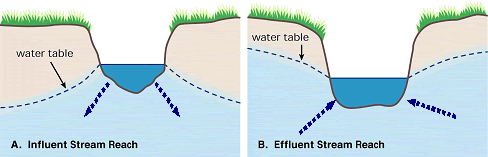 water table
A. Influent Stream Reach
water table
B. Effluent Stream Reach